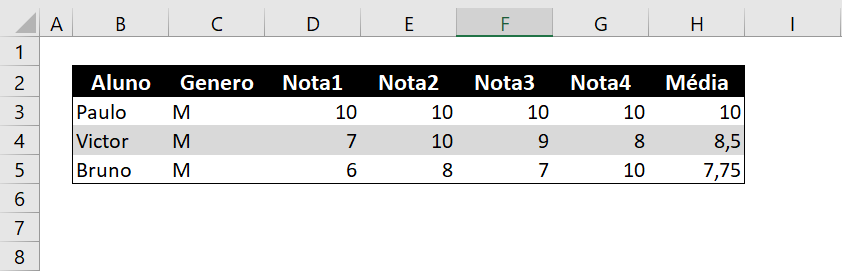 A B C D E F G H I
1
2 Aluno Genero Nota1 Nota2 Nota3 Nota4 Média
3 Paulo M 10 10 10 10 10
4 Victor M 7 10 9 8 8,5
5 Bruno M 6 8 7 10 7,75
6
7
8